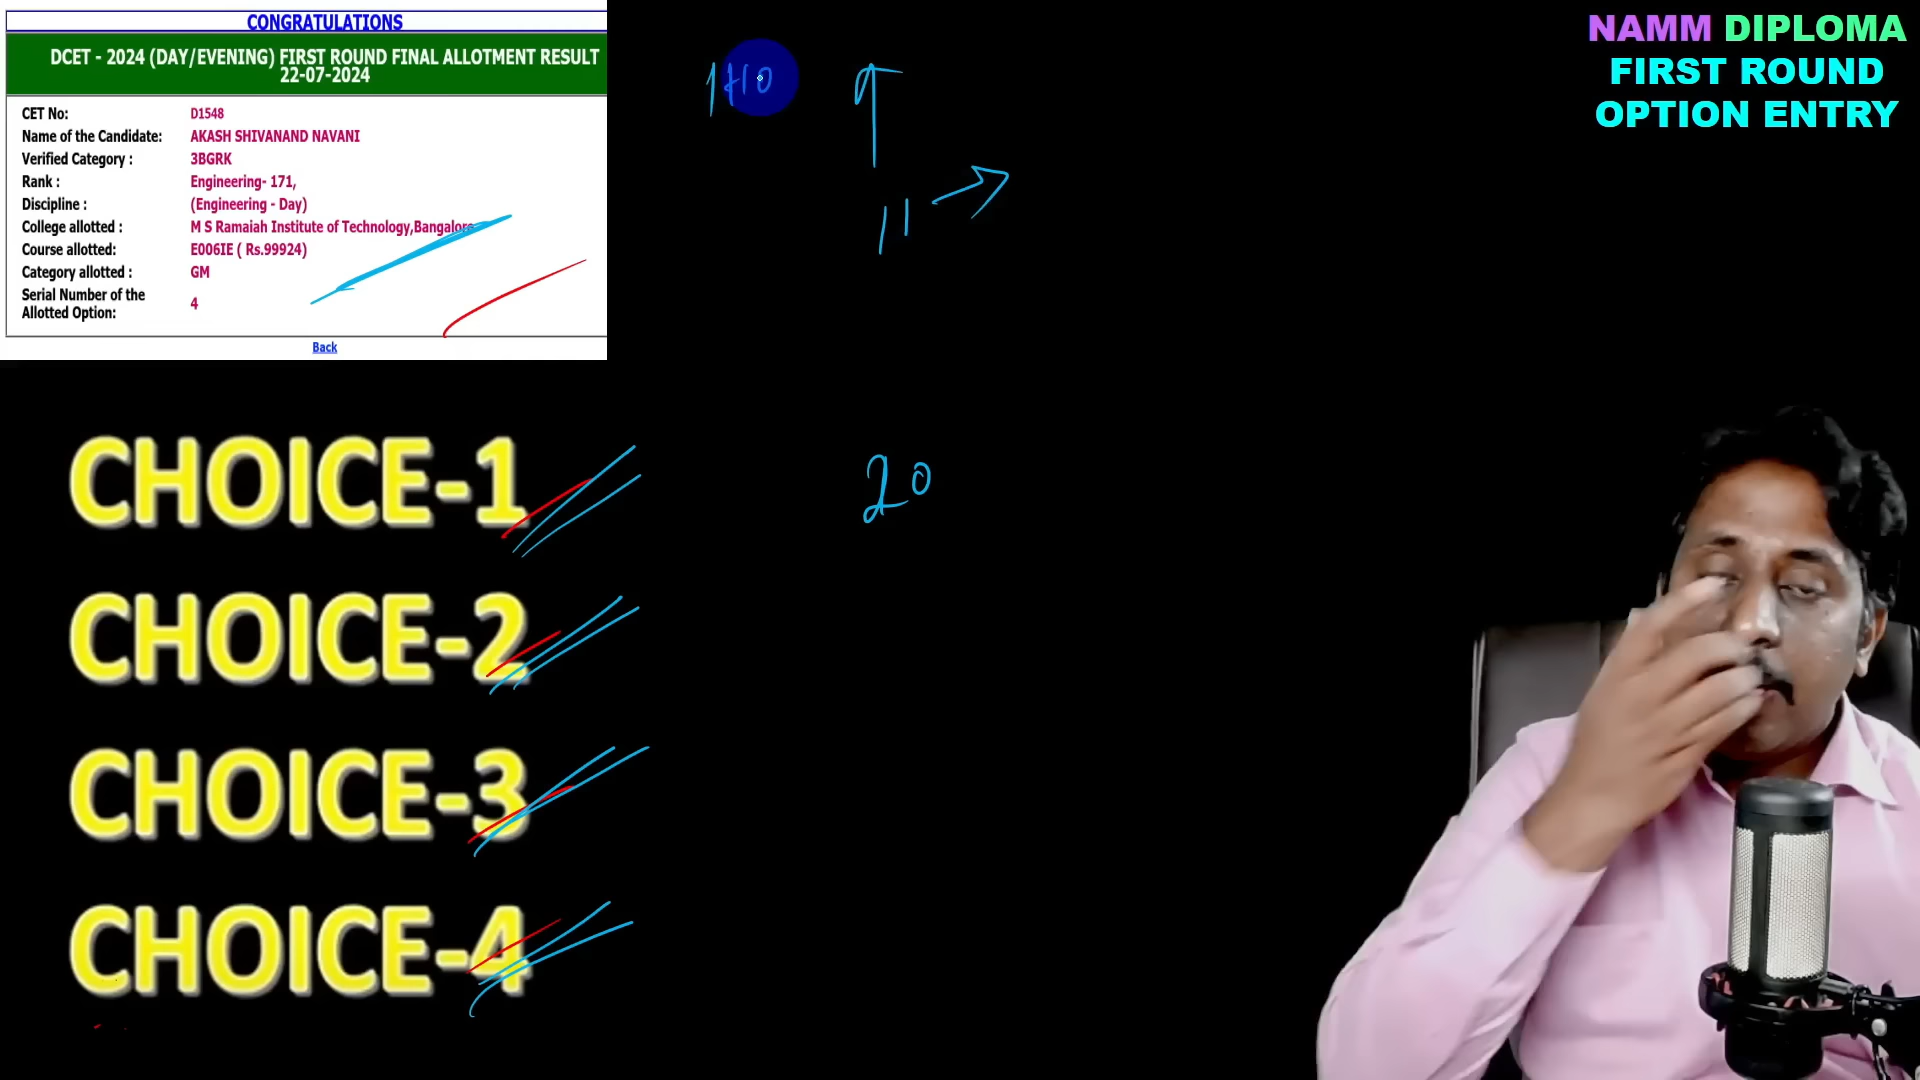 CONGRATULATIONS
DCET - 2024 (DAY/EVENING) FIRST ROUND FINAL ALLOTMENT RESULT
22-07-2024
CET No: D1548
Name of the Candidate: AKASH SHIVANAND NAVANI
Verified Category : 3BGRK
Rank : Engineering- 171,
Discipline : (Engineering - Day)
College allotted : M S Ramaiah Institute of Technology,Bangalore
Course allotted: E006IE ( Rs.99924)
Category allotted : GM
Serial Number of the
Allotted Option: 4
Back
11
20
NAMM DIPLOMA
FIRST ROUND
OPTION ENTRY
CHOICE-1
CHOICE-2
CHOICE-3
CHOICE-4